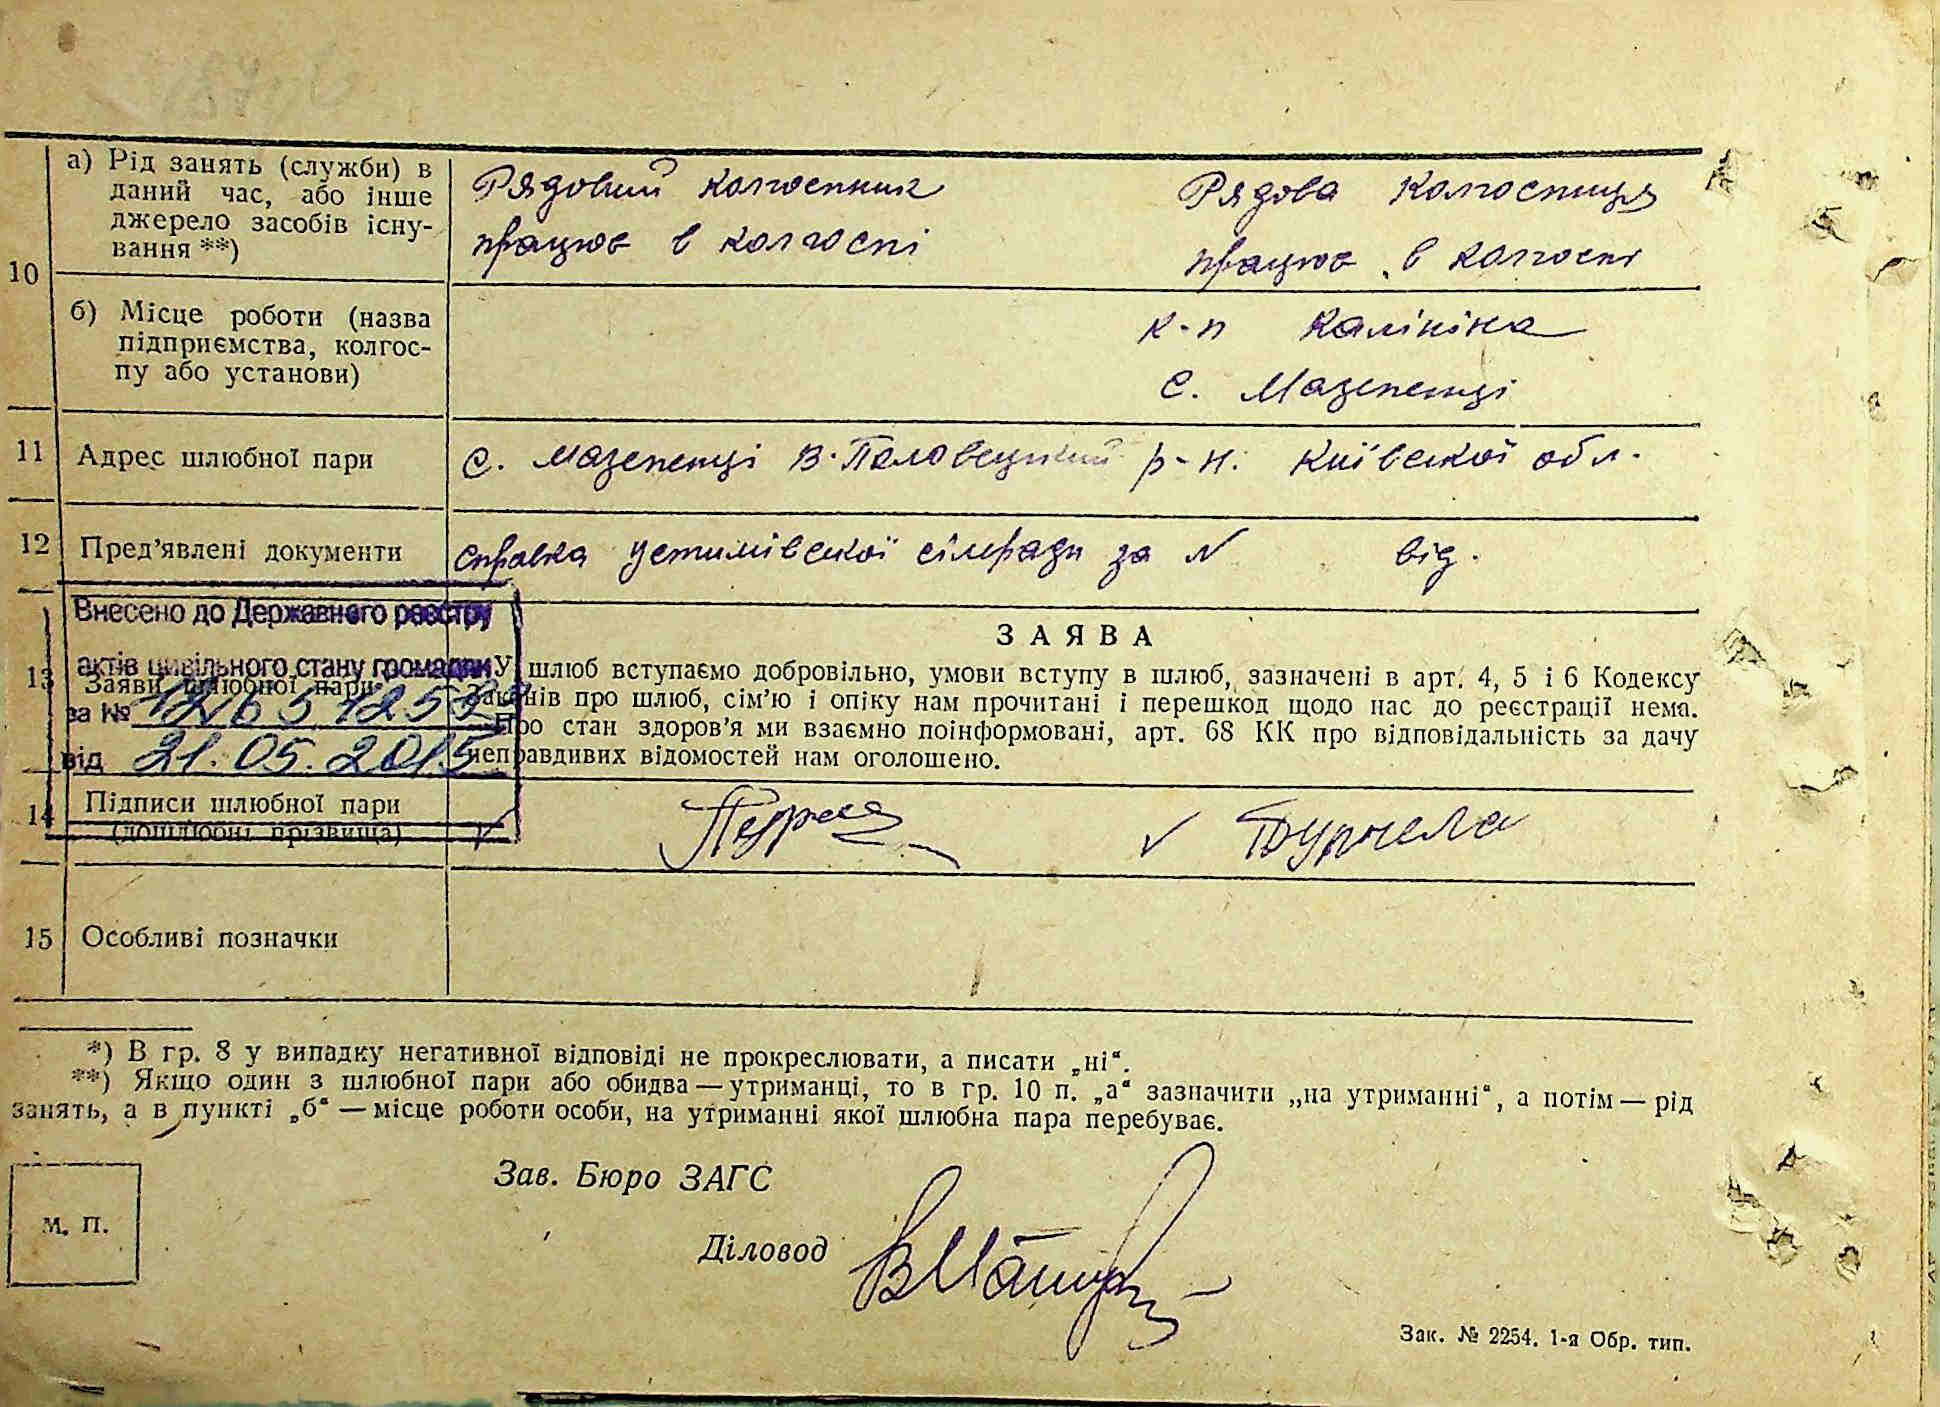 а) Рід занять (служби) в
даний час, або інше
джерело засобів існу-
вання **)
Рядовий колгоспник
працює в колгоспі
Рядова колгоспниця
працює в колгоспі
10
б) Місце роботи (назва
підприємства, колгос-
пу або установи)
к-п Калініна
с. Мазепенці
11 Адрес шлюбної пари
с. Мазепенці В-Половецький р-н. Київської обл.
12 Пред’явлені документи
справка Устимівської сілради за № від.
Внесено до Державного реєстру
актів цивільного стану громадян
за №
від 21.05.2015
13 Заяви шлюбної пари
ЗАЯВА
У шлюб вступаємо добровільно, умови вступу в шлюб, зазначені в арт. 4, 5 і 6 Кодексу
законів про шлюб, сім’ю і опіку нам прочитані і перешкод щодо нас до реєстрації нема.
Про стан здоров’я ми взаємно поінформовані, арт. 68 КК про відповідальність за дачу
неправдивих відомостей нам оголошено.
14 Підписи шлюбної пари
(дошлюбні прізвища)
15 Особливі позначки
*) В гр. 8 у випадку негативної відповіді не прокреслювати, а писати „ні“.
**) Якщо один з шлюбної пари або обидва — утриманці, то в гр. 10 п. „а“ зазначити „на утриманні“, а потім — рід
занять, а в пункті „б“ — місце роботи особи, на утриманні якої шлюбна пара перебуває.
Зав. Бюро ЗАГС
М. П.
Діловод
Зак. № 2254. 1-я Обр. тип.